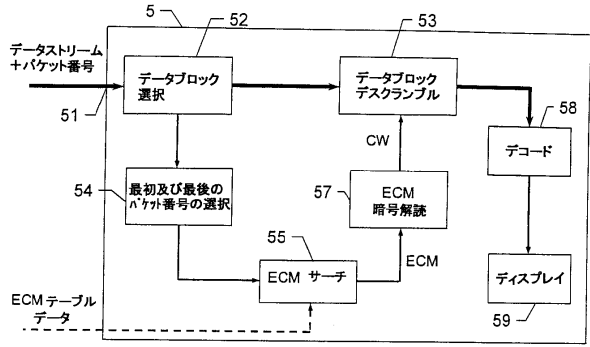 5
52
53
データストリーム
＋パケット番号
51
データブロック
選択
データブロック
デスクランブル
58
デコード
CW
54
最初及び最後の
パケット番号の選択
57
ECM
暗号解読
55
ECM サーチ
ECM
ディスプレイ
59
ECMテーブル
データ